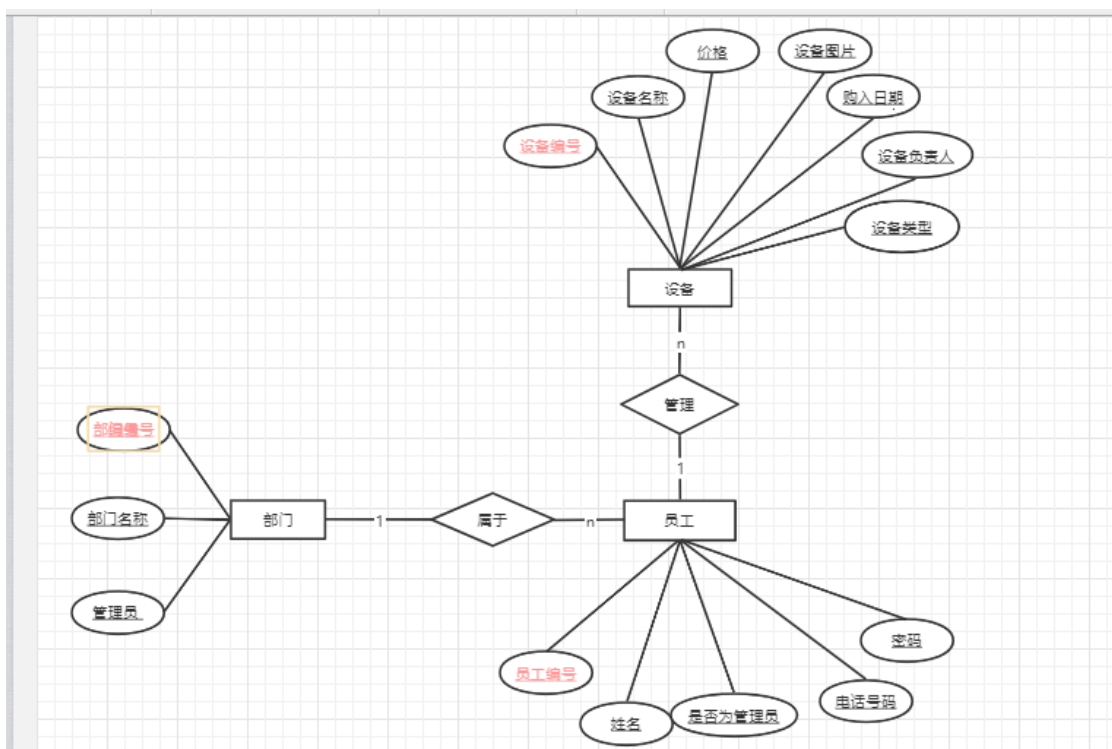 价格
设备图片
设备名称
购入日期
设备编号
设备负责人
设备类型
设备
n
管理
1
部编编号
部门名称
管理员
部门
1
属于
n
员工
员工编号
姓名
是否为管理员
电话号码
密码